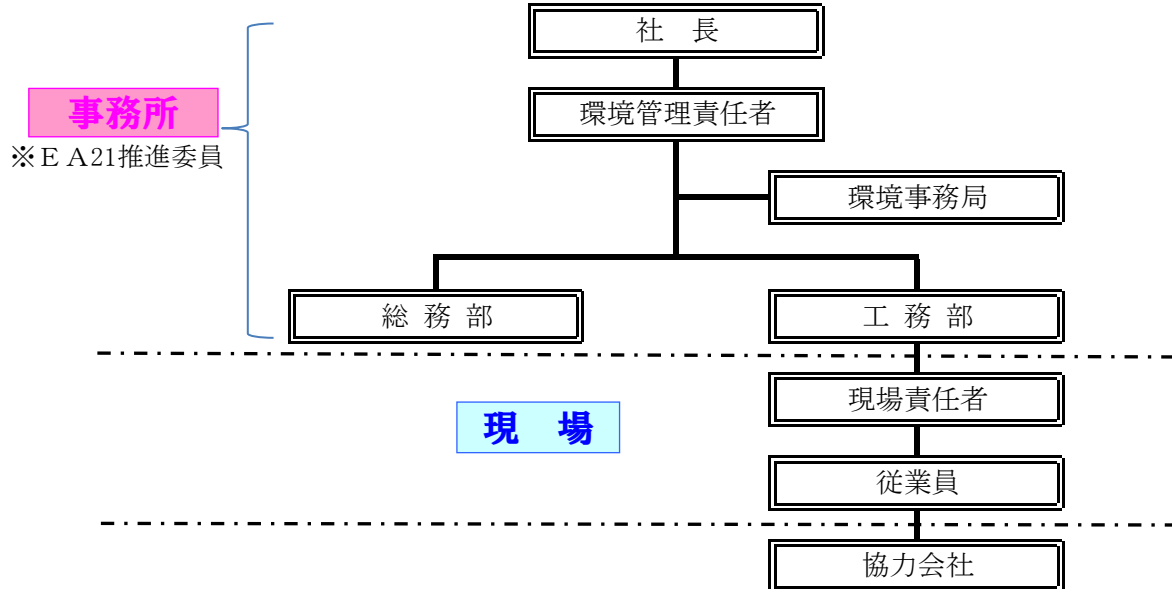 社　長
環境管理責任者
事務所
※ＥＡ21推進委員
環境事務局
総 務 部
工 務 部
現場責任者
現　場
従業員
協力会社